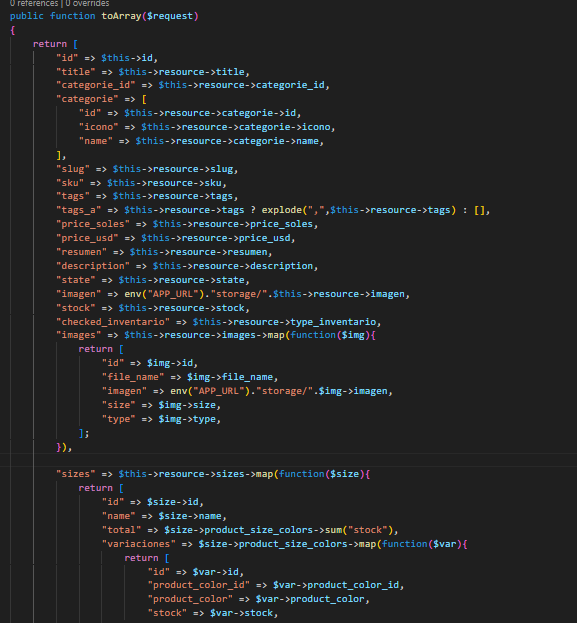 0 references | 0 overrides
public function toArray($request)
{
    return [
        "id" => $this->id,
        "title" => $this->resource->title,
        "categorie_id" => $this->resource->categorie_id,
        "categorie" => [
            "id" => $this->resource->categorie->id,
            "icono" => $this->resource->categorie->icono,
            "name" => $this->resource->categorie->name,
        ],
        "slug" => $this->resource->slug,
        "sku" => $this->resource->sku,
        "tags" => $this->resource->tags,
        "tags_a" => $this->resource->tags ? explode(",",$this->resource->tags) : [],
        "price_soles" => $this->resource->price_soles,
        "price_usd" => $this->resource->price_usd,
        "resumen" => $this->resource->resumen,
        "description" => $this->resource->description,
        "state" => $this->resource->state,
        "imagen" => env("APP_URL")."storage/".$this->resource->imagen,
        "stock" => $this->resource->stock,
        "checked_inventario" => $this->resource->type_inventario,
        "images" => $this->resource->images->map(function($img){
            return [
                "id" => $img->id,
                "file_name" => $img->file_name,
                "imagen" => env("APP_URL")."storage/".$img->imagen,
                "size" => $img->size,
                "type" => $img->type,
            ];
        }),
        "sizes" => $this->resource->sizes->map(function($size){
            return [
                "id" => $size->id,
                "name" => $size->name,
                "total" => $size->product_size_colors->sum("stock"),
                "variaciones" => $size->product_size_colors->map(function($var){
                    return [
                        "id" => $var->id,
                        "product_color_id" => $var->product_color_id,
                        "product_color" => $var->product_color,
                        "stock" => $var->stock,